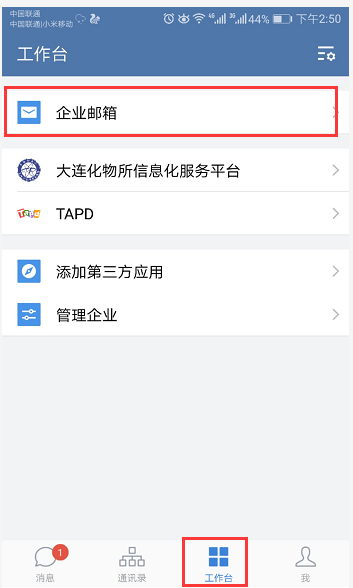 中国联通
中国联通|小米移动
4G 3G 44% 下午2:50
工作台
企业邮箱
大连化物所信息化服务平台
Tapd TAPD
添加第三方应用
管理企业
1
消息 通讯录 工作台 我